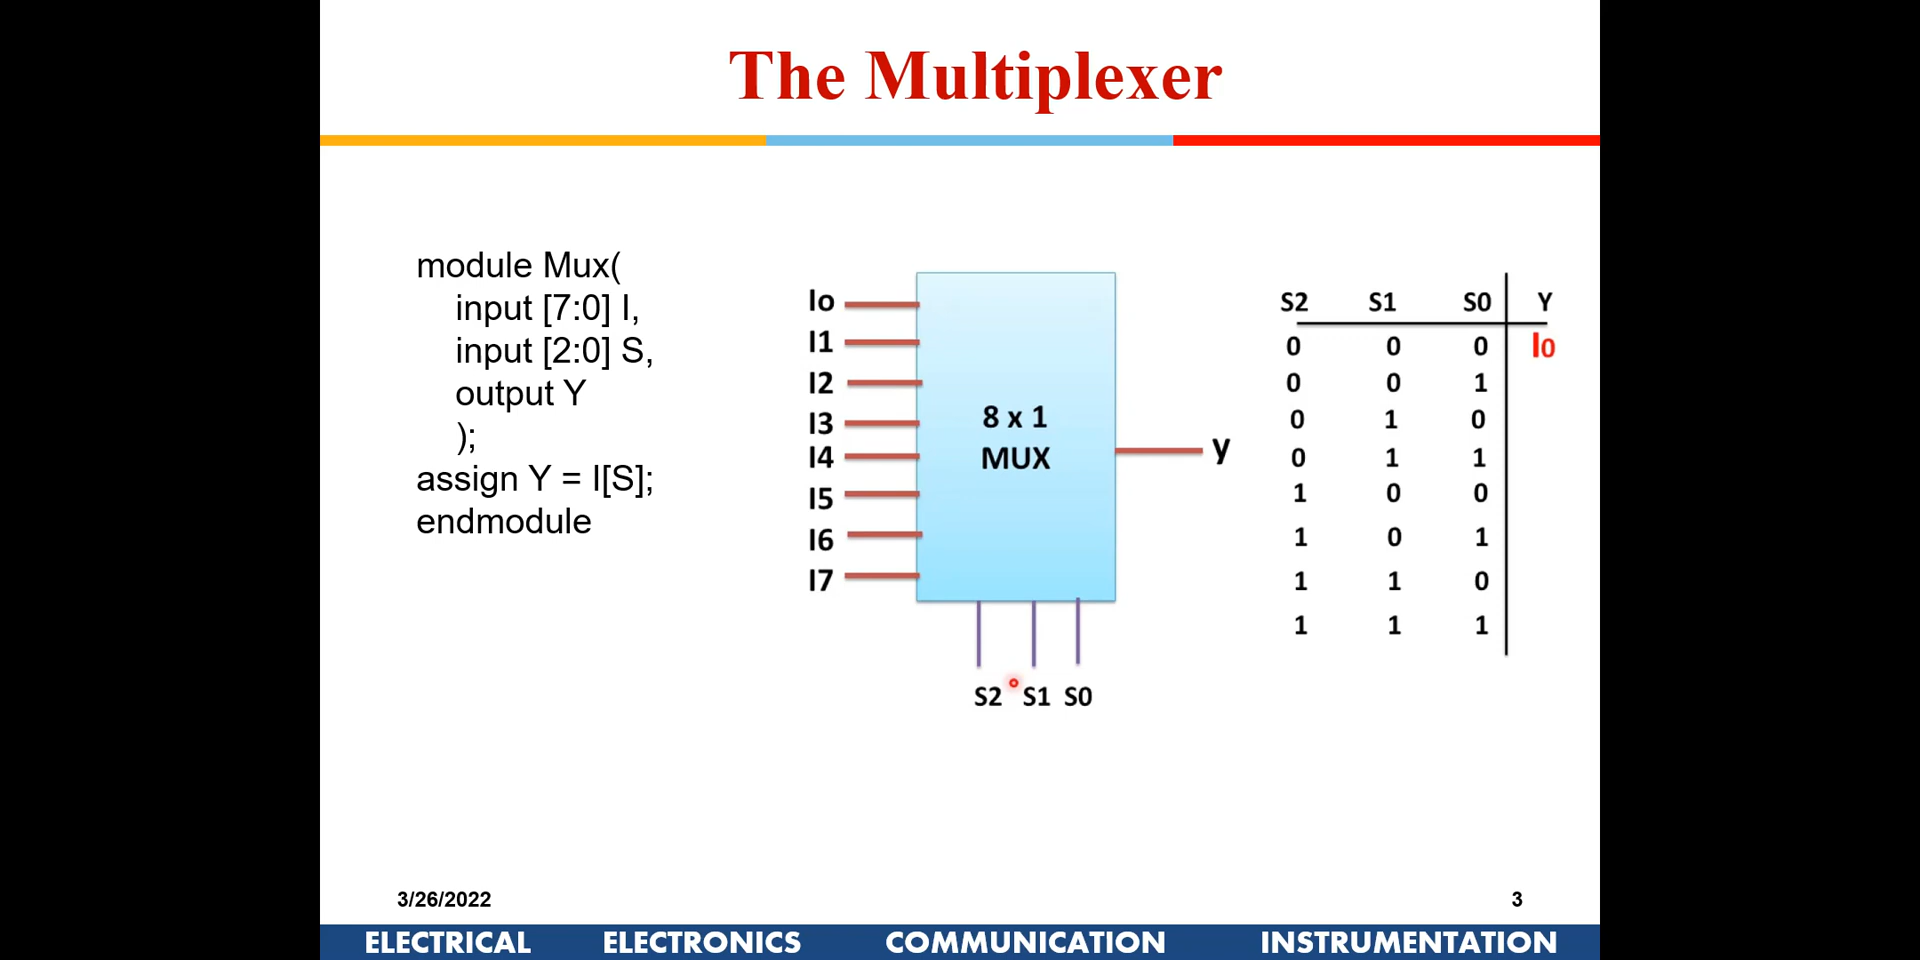 The Multiplexer
module Mux(
input [7:0] I,
input [2:0] S,
output Y
);
assign Y = I[S];
endmodule
Io
I1
I2
I3
I4
I5
I6
I7
8 x 1
MUX
y
S2 S1 S0
S2 S1 S0 Y
0 0 0 I0
0 0 1
0 1 0
0 1 1
1 0 0
1 0 1
1 1 0
1 1 1
3/26/2022
3
ELECTRICAL ELECTRONICS COMMUNICATION INSTRUMENTATION